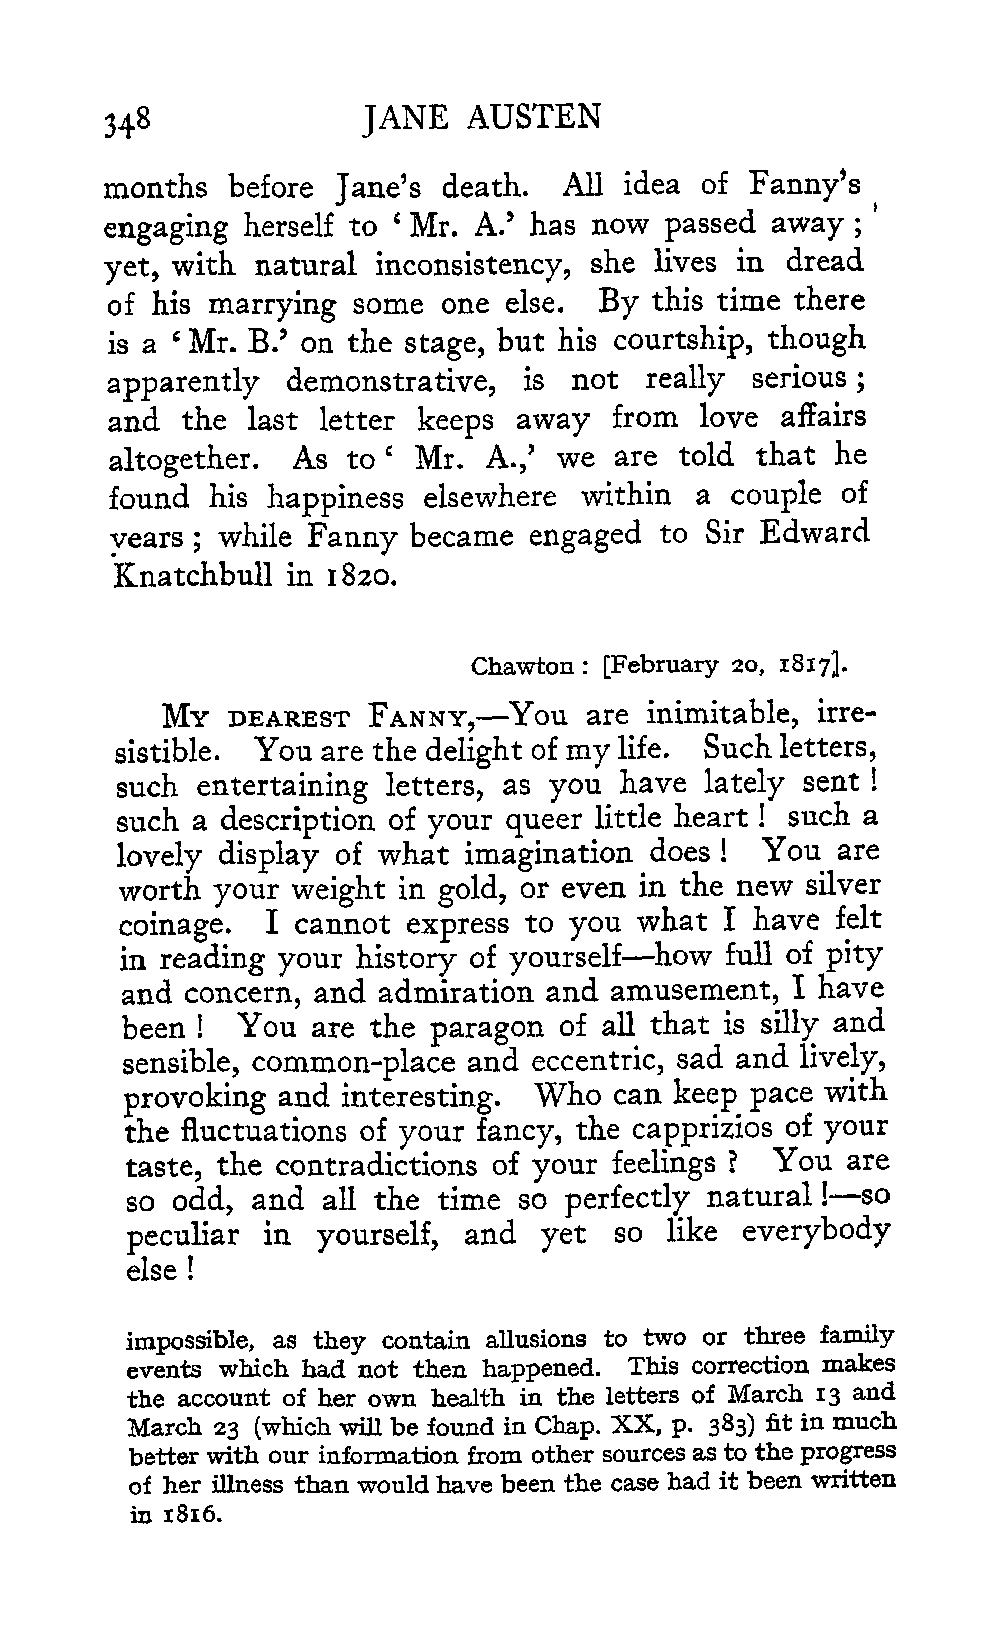 348 JANE AUSTEN
months before Jane's death. All idea of Fanny's
engaging herself to ‘ Mr. A.’ has now passed away ;
yet, with natural inconsistency, she lives in dread
of his marrying some one else. By this time there
is a ‘ Mr. B.’ on the stage, but his courtship, though
apparently demonstrative, is not really serious ;
and the last letter keeps away from love affairs
altogether. As to ‘ Mr. A.,’ we are told that he
found his happiness elsewhere within a couple of
years ; while Fanny became engaged to Sir Edward
Knatchbull in 1820.
Chawton : [February 20, 1817].
My dearest Fanny,—You are inimitable, irre-
sistible. You are the delight of my life. Such letters,
such entertaining letters, as you have lately sent !
such a description of your queer little heart ! such a
lovely display of what imagination does ! You are
worth your weight in gold, or even in the new silver
coinage. I cannot express to you what I have felt
in reading your history of yourself—how full of pity
and concern, and admiration and amusement, I have
been ! You are the paragon of all that is silly and
sensible, common-place and eccentric, sad and lively,
provoking and interesting. Who can keep pace with
the fluctuations of your fancy, the capprizios of your
taste, the contradictions of your feelings ? You are
so odd, and all the time so perfectly natural !—so
peculiar in yourself, and yet so like everybody
else !
impossible, as they contain allusions to two or three family
events which had not then happened. This correction makes
the account of her own health in the letters of March 13 and
March 23 (which will be found in Chap. XX, p. 383) fit in much
better with our information from other sources as to the progress
of her illness than would have been the case had it been written
in 1816.